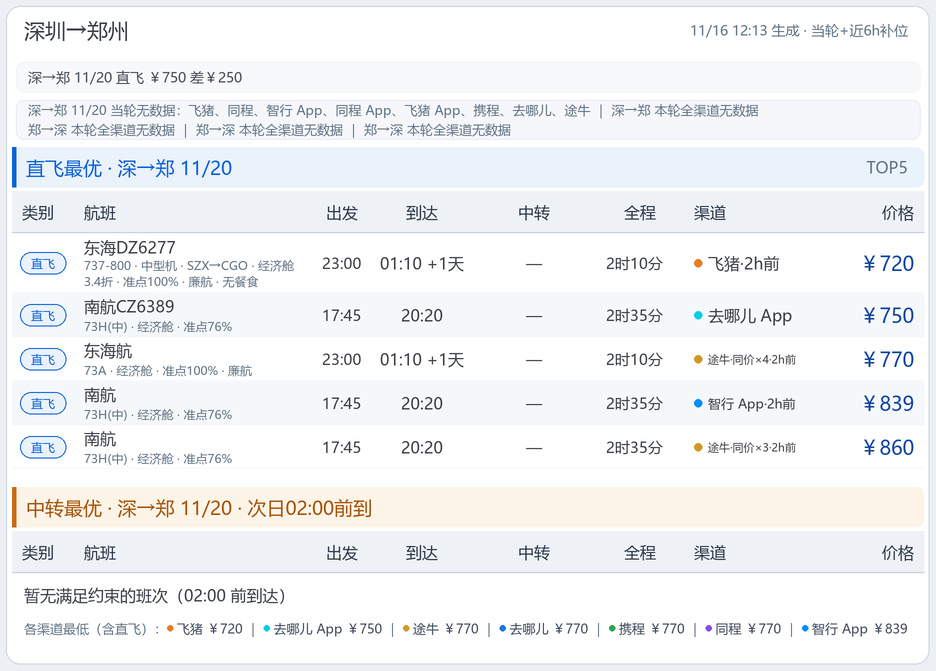 深圳→郑州
11/16 12:13 生成 · 当轮+近6h补位
深→郑 11/20 直飞 ¥750 差¥250
深→郑 11/20 当轮无数据：飞猪、同程、智行 App、同程 App、飞猪 App、携程、去哪儿、途牛 | 深→郑 本轮全渠道无数据
郑→深 本轮全渠道无数据 | 郑→深 本轮全渠道无数据 | 郑→深 本轮全渠道无数据
直飞最优 · 深→郑 11/20 TOP5
类别 航班 出发 到达 中转 全程 渠道 价格
直飞 东海DZ6277 23:00 01:10 +1天 — 2时10分 飞猪·2h前 ¥720
737-800 · 中型机 · SZX→CGO · 经济舱
3.4折 · 准点100% · 廉航 · 无餐食
直飞 南航CZ6389 17:45 20:20 — 2时35分 去哪儿 App ¥750
73H(中) · 经济舱 · 准点76%
直飞 东海航 23:00 01:10 +1天 — 2时10分 途牛·同价×4·2h前 ¥770
73A · 经济舱 · 准点100% · 廉航
直飞 南航 17:45 20:20 — 2时35分 智行 App·2h前 ¥839
73H(中) · 经济舱 · 准点76%
直飞 南航 17:45 20:20 — 2时35分 途牛·同价×3·2h前 ¥860
73H(中) · 经济舱 · 准点76%
中转最优 · 深→郑 11/20 · 次日02:00前到
类别 航班 出发 到达 中转 全程 渠道 价格
暂无满足约束的班次（02:00 前到达）
各渠道最低（含直飞）: 飞猪 ¥720 | 去哪儿 App ¥750 | 途牛 ¥770 | 去哪儿 ¥770 | 携程 ¥770 | 同程 ¥770 | 智行 App ¥839